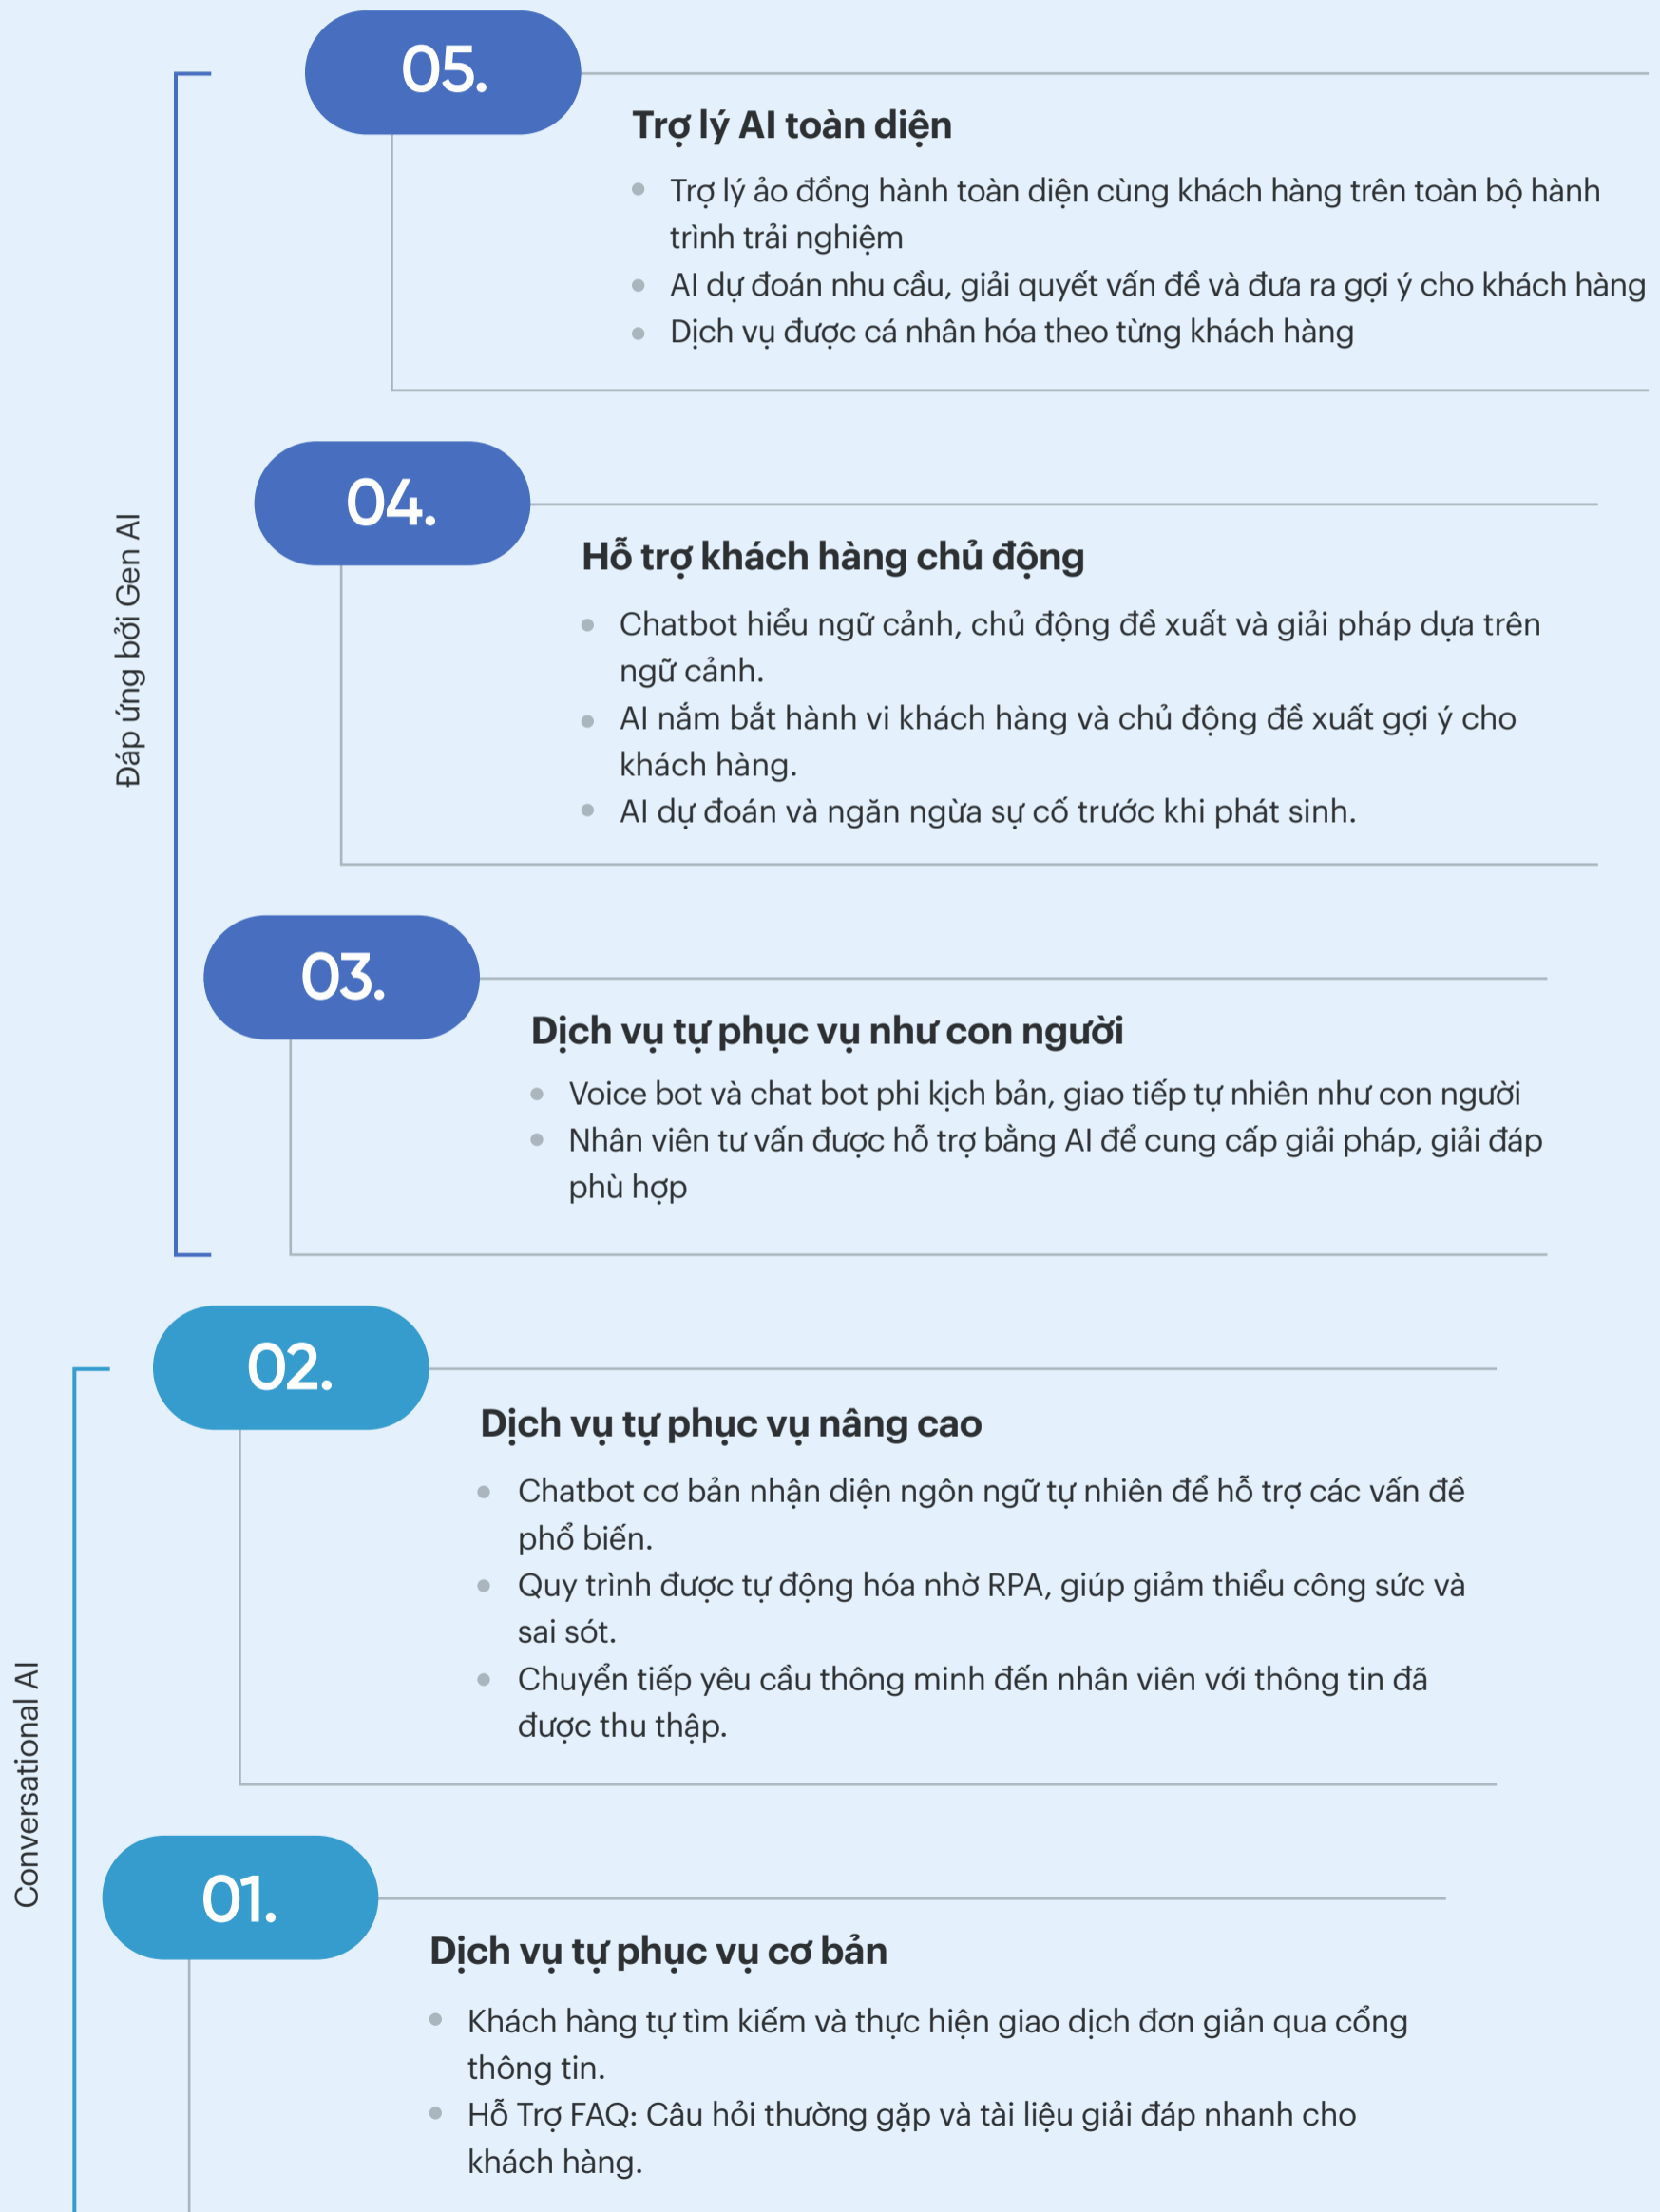 05.
Trợ lý AI toàn diện
Trợ lý ảo đồng hành toàn diện cùng khách hàng trên toàn bộ hành
trình trải nghiệm
AI dự đoán nhu cầu, giải quyết vấn đề và đưa ra gợi ý cho khách hàng
Dịch vụ được cá nhân hóa theo từng khách hàng
Đáp ứng bởi Gen AI
04.
Hỗ trợ khách hàng chủ động
Chatbot hiểu ngữ cảnh, chủ động đề xuất và giải pháp dựa trên
ngữ cảnh.
AI nắm bắt hành vi khách hàng và chủ động đề xuất gợi ý cho
khách hàng.
AI dự đoán và ngăn ngừa sự cố trước khi phát sinh.
03.
Dịch vụ tự phục vụ như con người
Voice bot và chat bot phi kịch bản, giao tiếp tự nhiên như con người
Nhân viên tư vấn được hỗ trợ bằng AI để cung cấp giải pháp, giải đáp
phù hợp
02.
Dịch vụ tự phục vụ nâng cao
Chatbot cơ bản nhận diện ngôn ngữ tự nhiên để hỗ trợ các vấn đề
phổ biến.
Quy trình được tự động hóa nhờ RPA, giúp giảm thiểu công sức và
sai sót.
Chuyển tiếp yêu cầu thông minh đến nhân viên với thông tin đã
được thu thập.
Conversational AI
01.
Dịch vụ tự phục vụ cơ bản
Khách hàng tự tìm kiếm và thực hiện giao dịch đơn giản qua cổng
thông tin.
Hỗ Trợ FAQ: Câu hỏi thường gặp và tài liệu giải đáp nhanh cho
khách hàng.